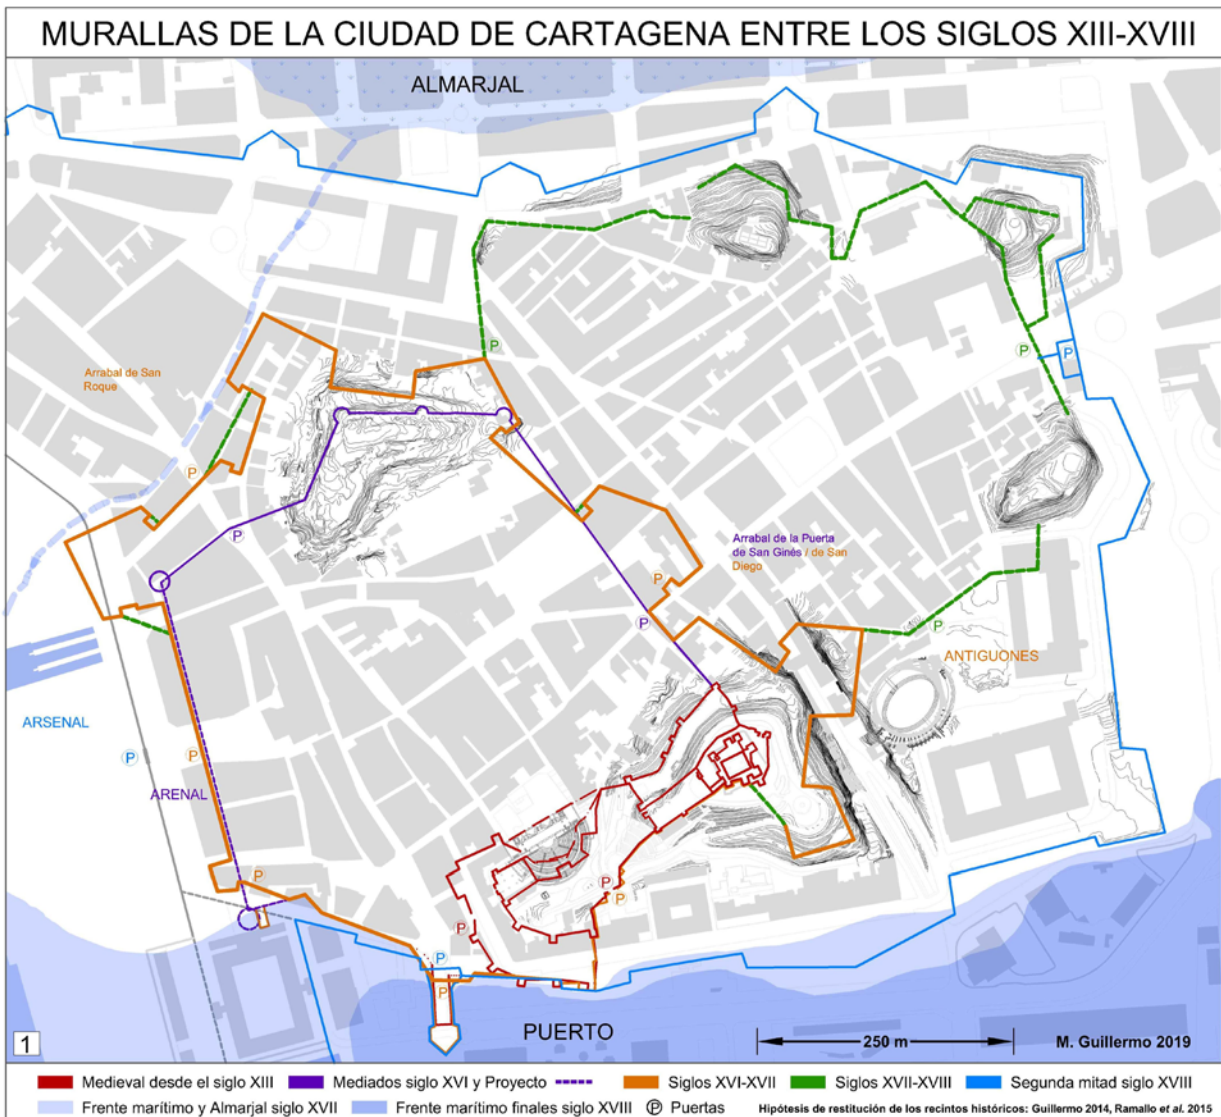 MURALLAS DE LA CIUDAD DE CARTAGENA ENTRE LOS SIGLOS XIII-XVIII
ALMARJAL
P
P
P
Arrabal de San
Roque
P
P
Arrabal de la Puerta
de San Ginés / de San
Diego
P
P
P
ANTIGUONES
ARSENAL
P
P
ARENAL
P
P
P
P
P
P
PUERTO
1
250 m
M. Guillermo 2019
Medieval desde el siglo XIII
Mediados siglo XVI y Proyecto
Siglos XVI-XVII
Siglos XVII-XVIII
Segunda mitad siglo XVIII
Frente marítimo y Almarjal siglo XVII
Frente marítimo finales siglo XVIII
P Puertas
Hipótesis de restitución de los recintos históricos: Guillermo 2014, Ramallo et al. 2015